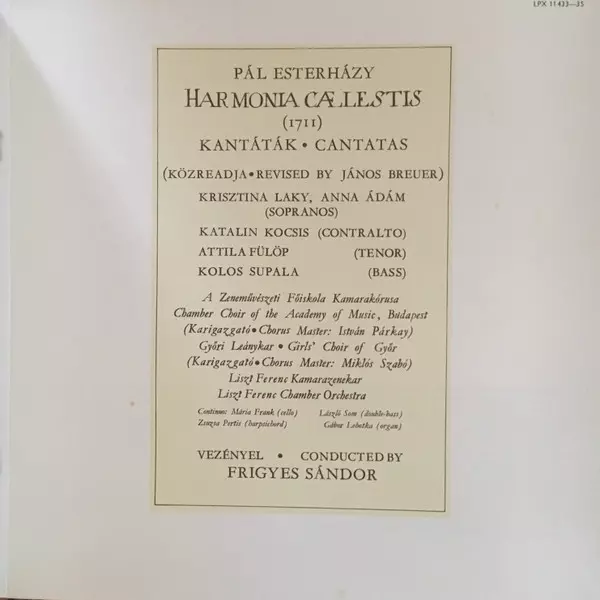 LPX 11433—35
PÁL ESTERHÁZY
HARMONIA CÆLESTIS
(1711)
KANTÁTÁK • CANTATAS
(KÖZREADJA • REVISED BY JÁNOS BREUER)
KRISZTINA LAKY, ANNA ÁDÁM
(SOPRANOS)
KATALIN KOCSIS (CONTRALTO)
ATTILA FÜLÖP (TENOR)
KOLOS SUPALA (BASS)
A Zeneművészeti Főiskola Kamarakórusa
Chamber Choir of the Academy of Music, Budapest
(Karigazgató • Chorus Master: István Párkay)
Győri Leánykar • Girls' Choir of Győr
(Karigazgató • Chorus Master: Miklós Szabó)
Liszt Ferenc Kamarazenekar
Liszt Ferenc Chamber Orchestra
Continuo: Mária Frank (cello) László Som (double-bass)
Zsuzsa Pertis (harpsichord) Gábor Lehotka (organ)
VEZÉNYEL • CONDUCTED BY
FRIGYES SÁNDOR